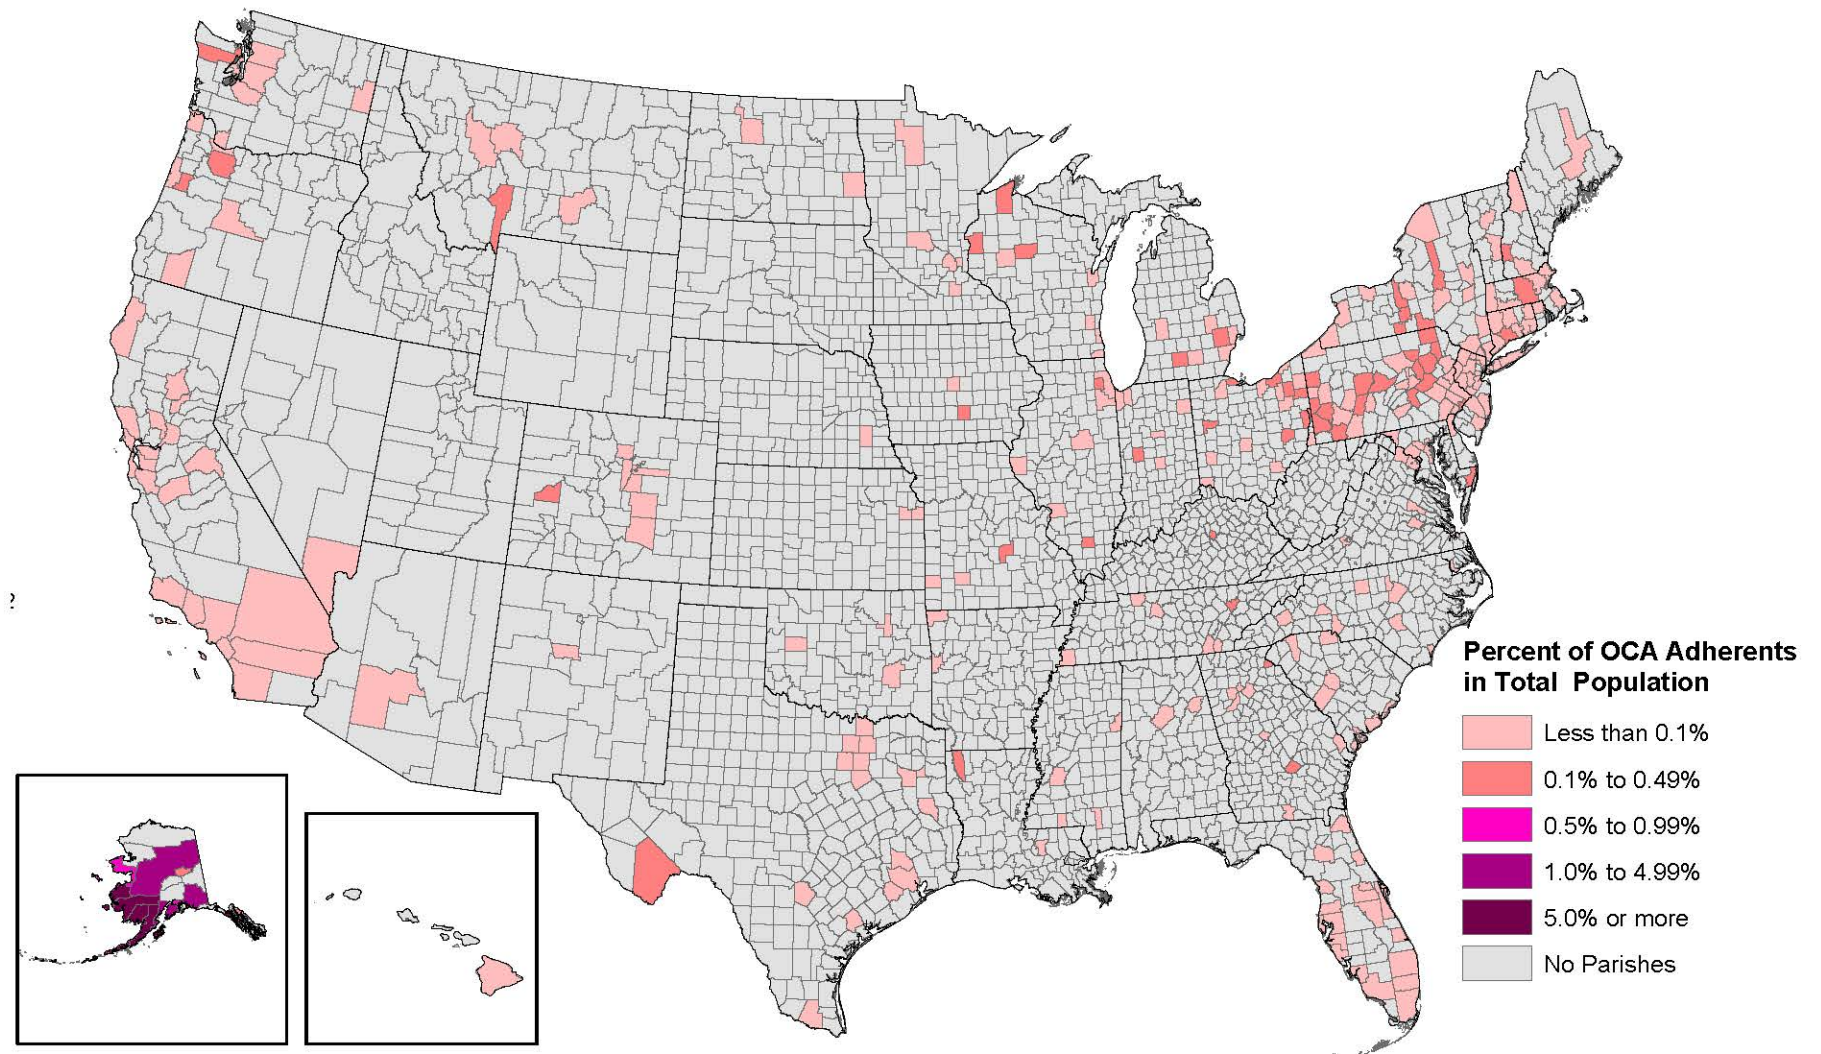 Percent of OCA Adherents
in Total Population
Less than 0.1%
0.1% to 0.49%
0.5% to 0.99%
1.0% to 4.99%
5.0% or more
No Parishes